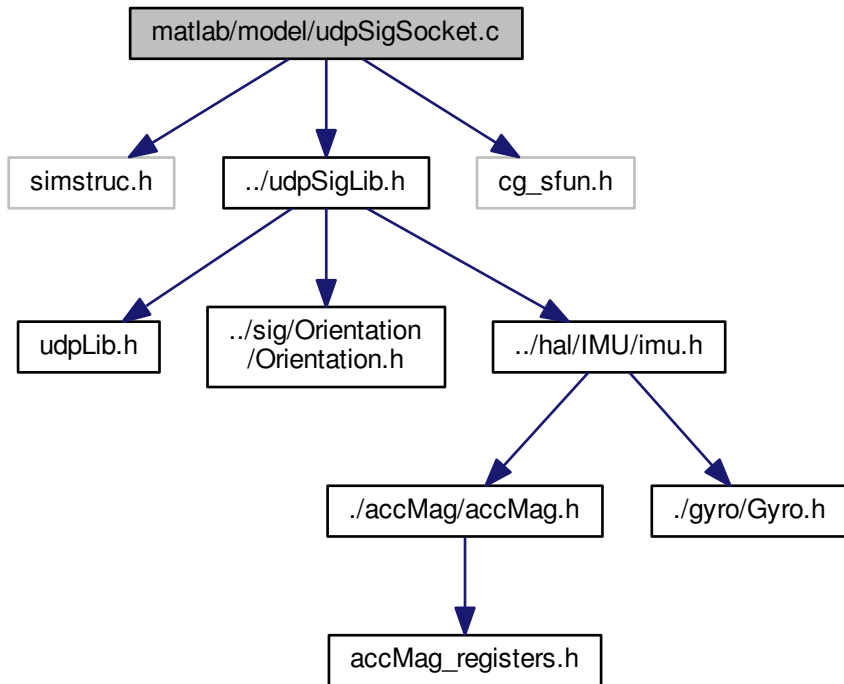 matlab/model/udpSigSocket.c
simstruc.h
../udpSigLib.h
cg_sfun.h
udpLib.h
../sig/Orientation
/Orientation.h
../hal/IMU/imu.h
./accMag/accMag.h
./gyro/Gyro.h
accMag_registers.h